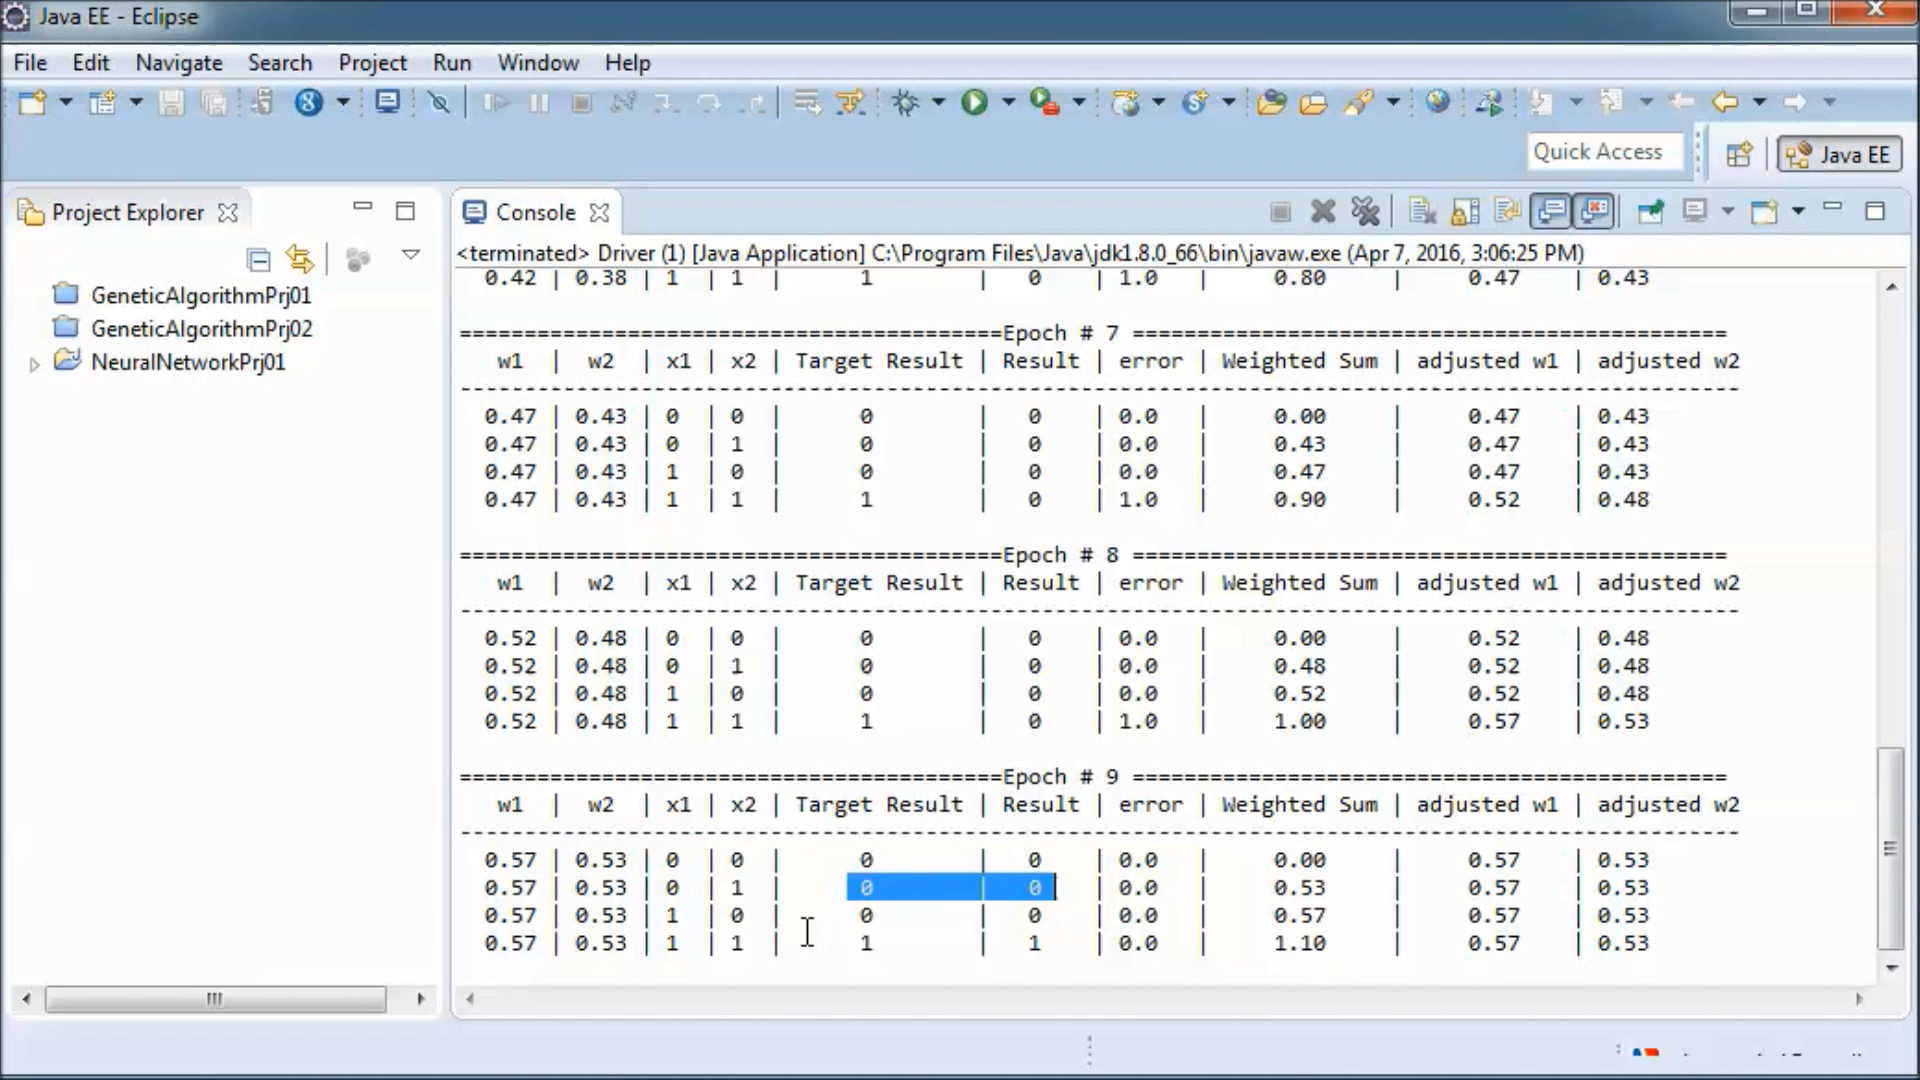 Java EE - Eclipse
File Edit Navigate Search Project Run Window Help
Quick Access
Java EE
Project Explorer
GeneticAlgorithmPrj01
GeneticAlgorithmPrj02
NeuralNetworkPrj01
Console
<terminated> Driver (1) [Java Application] C:\Program Files\Java\jdk1.8.0_66\bin\javaw.exe (Apr 7, 2016, 3:06:25 PM)
0.42 | 0.38 | 1 | 1 | 1 | 0 | 1.0 | 0.80 | 0.47 | 0.43
==========================================Epoch # 7 ==============================================
w1 | w2 | x1 | x2 | Target Result | Result | error | Weighted Sum | adjusted w1 | adjusted w2
---------------------------------------------------------------------------------------------------
0.47 | 0.43 | 0 | 0 | 0 | 0 | 0.0 | 0.00 | 0.47 | 0.43
0.47 | 0.43 | 0 | 1 | 0 | 0 | 0.0 | 0.43 | 0.47 | 0.43
0.47 | 0.43 | 1 | 0 | 0 | 0 | 0.0 | 0.47 | 0.47 | 0.43
0.47 | 0.43 | 1 | 1 | 1 | 0 | 1.0 | 0.90 | 0.52 | 0.48
==========================================Epoch # 8 ==============================================
w1 | w2 | x1 | x2 | Target Result | Result | error | Weighted Sum | adjusted w1 | adjusted w2
---------------------------------------------------------------------------------------------------
0.52 | 0.48 | 0 | 0 | 0 | 0 | 0.0 | 0.00 | 0.52 | 0.48
0.52 | 0.48 | 0 | 1 | 0 | 0 | 0.0 | 0.48 | 0.52 | 0.48
0.52 | 0.48 | 1 | 0 | 0 | 0 | 0.0 | 0.52 | 0.52 | 0.48
0.52 | 0.48 | 1 | 1 | 1 | 0 | 1.0 | 1.00 | 0.57 | 0.53
==========================================Epoch # 9 ==============================================
w1 | w2 | x1 | x2 | Target Result | Result | error | Weighted Sum | adjusted w1 | adjusted w2
---------------------------------------------------------------------------------------------------
0.57 | 0.53 | 0 | 0 | 0 | 0 | 0.0 | 0.00 | 0.57 | 0.53
0.57 | 0.53 | 0 | 1 | 0 | 0 | 0.0 | 0.53 | 0.57 | 0.53
0.57 | 0.53 | 1 | 0 | 0 | 0 | 0.0 | 0.57 | 0.57 | 0.53
0.57 | 0.53 | 1 | 1 | 1 | 1 | 0.0 | 1.10 | 0.57 | 0.53